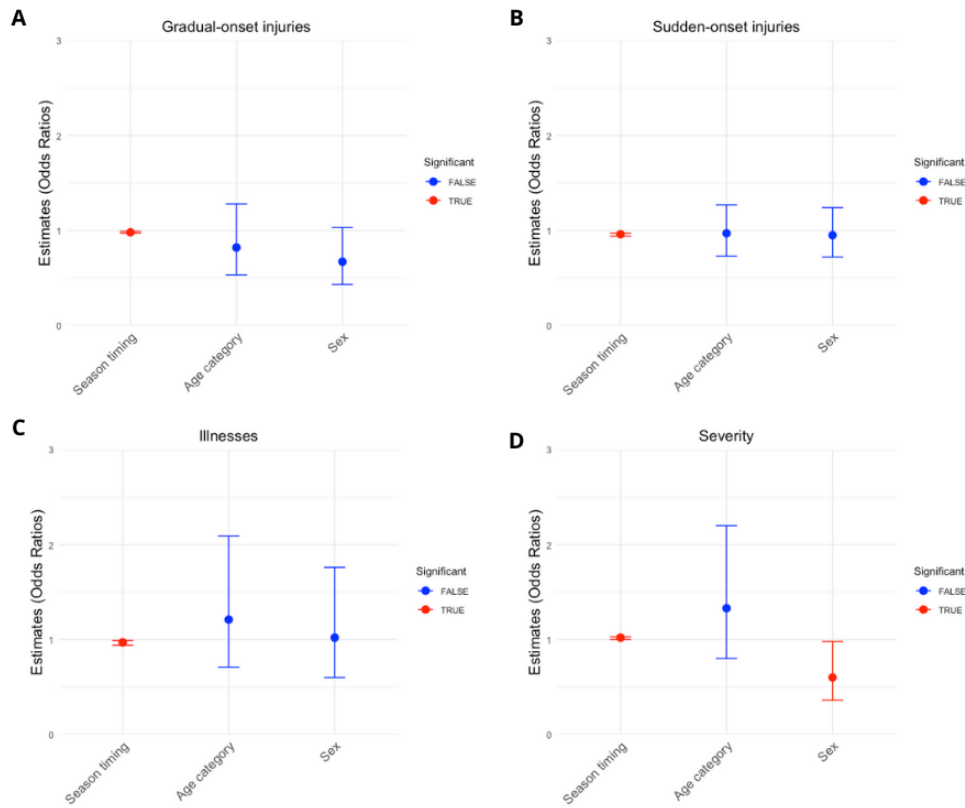 A
Gradual-onset injuries
Estimates (Odds Ratios)
3
2
1
0
Season timing
Age category
Sex
Significant
FALSE
TRUE
B
Sudden-onset injuries
Estimates (Odds Ratios)
3
2
1
0
Season timing
Age category
Sex
Significant
FALSE
TRUE
C
Illnesses
Estimates (Odds Ratios)
3
2
1
0
Season timing
Age category
Sex
Significant
FALSE
TRUE
D
Severity
Estimates (Odds Ratios)
3
2
1
0
Season timing
Age category
Sex
Significant
FALSE
TRUE